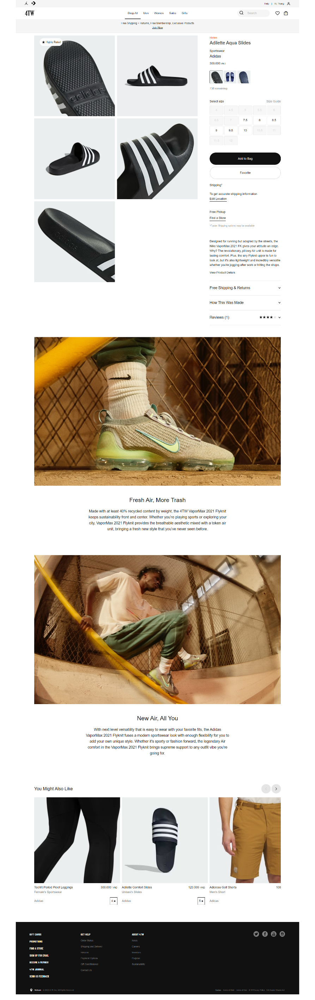 Help | Hi, Trang
4TW
Shop All Men Women Sales Gifts
Search
Free Shipping + Returns, Free Membership, Exclusive Products
Join Now
Highly Rated
adidas
adidas
Slides
Adilette Aqua Slides
Sportswear
Adidas
300.000 VND
136 remaining
Select size Size Guide
4 4.5 5 5.5 6
6.5 7 7.5 8 8.5
9 9.5 10 10.5 11
11.5 12
Add to Bag
Favorite
Shipping*
To get accurate shipping information
Edit Location
Free Pickup
Find a Store
*Faster Shipping options may be available
Designed for running but adopted by the streets, the
Nike VaporMax 2021 FK gives your attitude an edge.
Why? The revolutionary, pillowy Air unit is made for
lasting comfort. Plus, the airy Flyknit upper is fun to
look at, but it's also lightweight and incredibly versatile
whether you're jogging after work or hitting the shops.
View Product Details
Free Shipping & Returns
How This Was Made
Reviews (1)
Fresh Air, More Trash
Made with at least 40% recycled content by weight, the 4TW VaporMax 2021 Flyknit
keeps sustainability front and center. Whether you're playing sports or exploring your
city, VaporMax 2021 Flyknit provides the breathable aesthetic mixed with a token air
unit, bringing a fresh new style that you've never seen before.
New Air, All You
With next level versatility that is easy to wear with your favorite fits, the Adidas
VaporMax 2021 Flyknit fuses a modern sportswear look with enough flexibility for you to
add your own unique style. Whether it's sporty or fashion forward, the legendary Air
comfort in the VaporMax 2021 Flyknit brings supreme support to any outfit vibe you're
going for.
You Might Also Like
Techfit Period Proof Leggings 300.000 VND
Female's Sportswear
Adidas 4
Adilette Comfort Slides 120.000 VND
Unisex's Slides
Adidas 5
Adicross Golf Shorts 100
Men's Short
Adidas
GIFT CARDS
PROMOTIONS
FIND A STORE
SIGN UP FOR EMAIL
BECOME A MEMBER
4TW JOURNAL
SEND US FEEDBACK
GET HELP
Order Status
Shipping and Delivery
Returns
Payment Options
Gift Card Balance
Contact Us
ABOUT 4TW
News
Careers
Investors
Purpose
Sustainability
Vietnam
Guides Terms of Sale Terms of Use